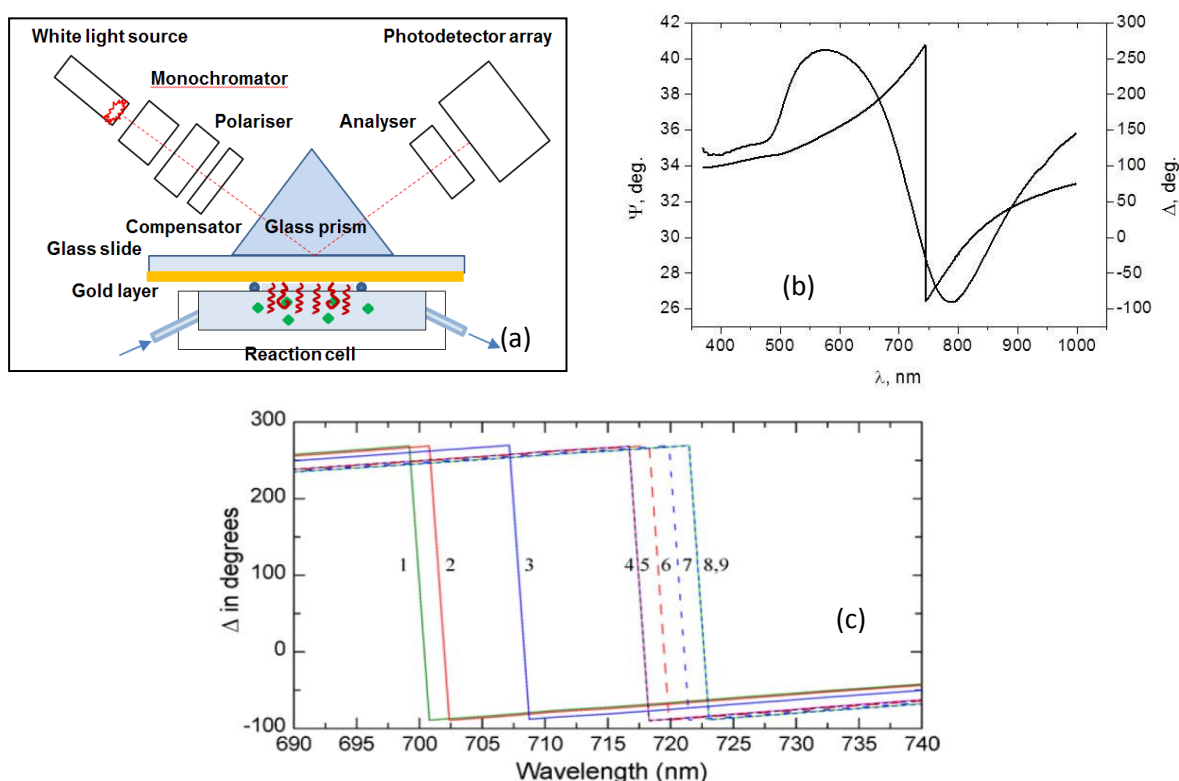 White light source
Photodetector array
Monochromator
Polariser
Analyser
Compensator
Glass prism
Glass slide
Gold layer
Reaction cell
(a)
42
40
38
36
34
32
30
28
26
Ψ, deg.
300
250
200
150
100
50
0
-50
-100
Δ, deg.
400 500 600 700 800 900 1000
λ, nm
(b)
300
200
100
0
-100
Δ in degrees
1 2 3 4,5 6 7 8,9
(c)
690 695 700 705 710 715 720 725 730 735 740
Wavelength (nm)